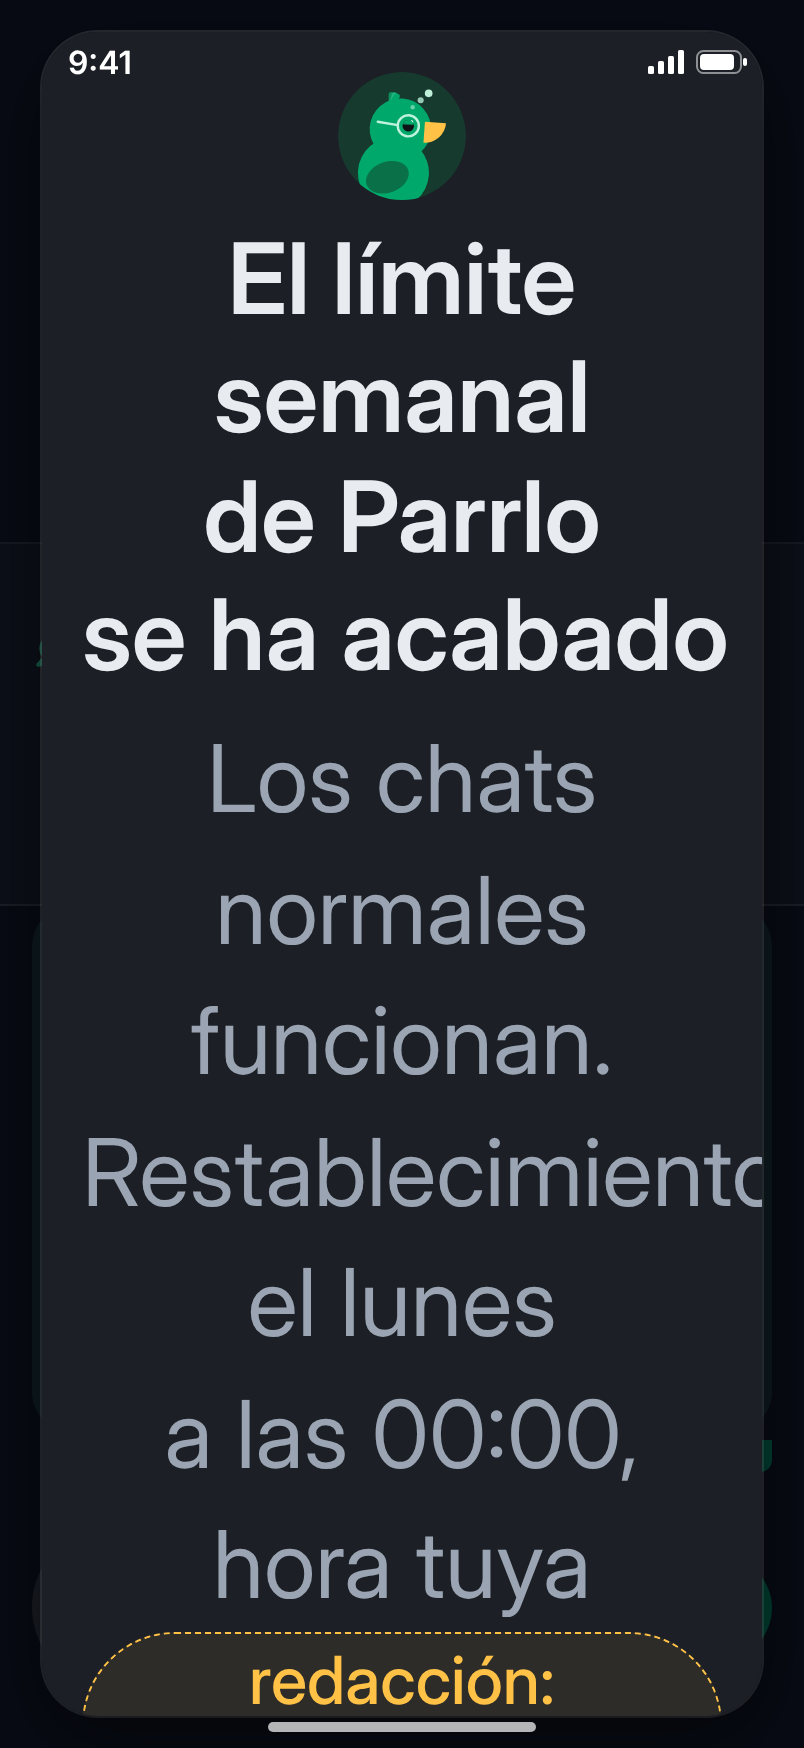 9:41
El límite
semanal
de Parrlo
se ha acabado
Los chats
normales
funcionan.
Restablecimiento
el lunes
a las 00:00,
hora tuya
redacción: